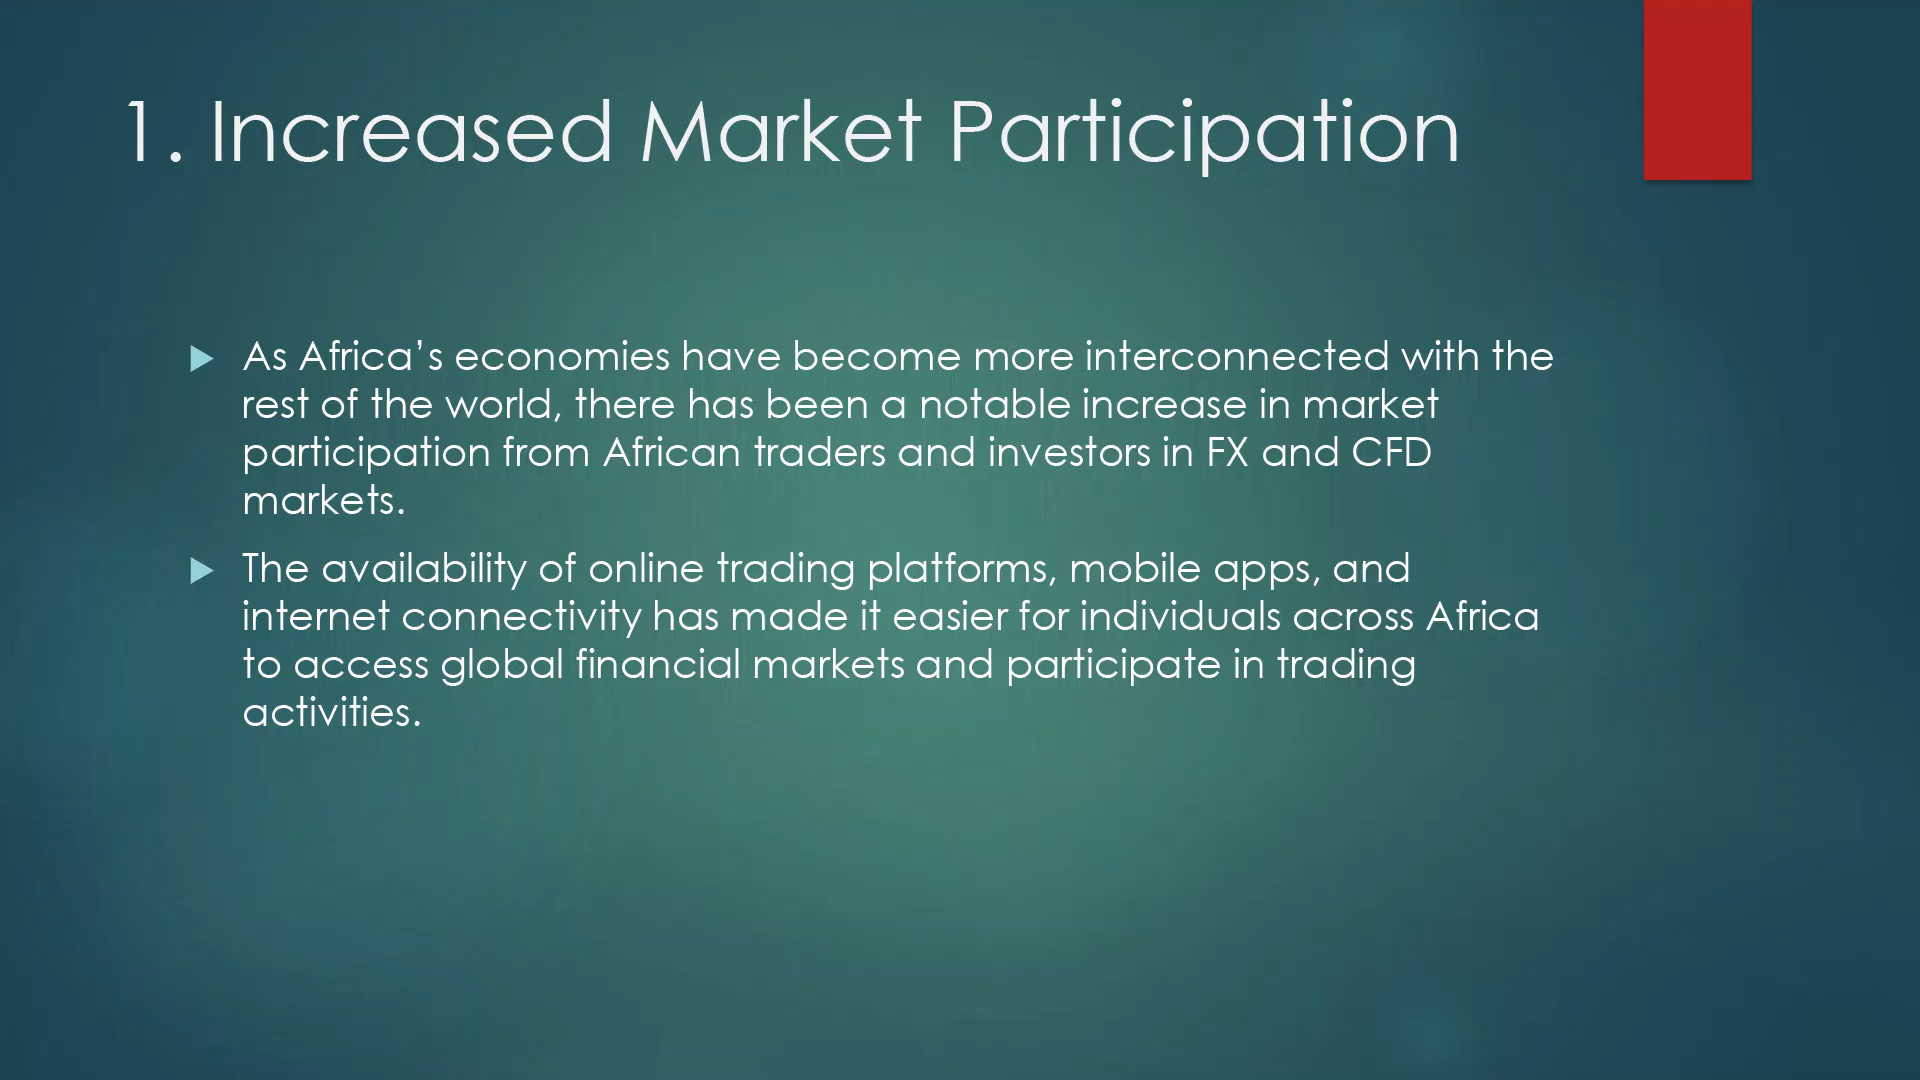 1. Increased Market Participation
As Africa’s economies have become more interconnected with the
rest of the world, there has been a notable increase in market
participation from African traders and investors in FX and CFD
markets.
The availability of online trading platforms, mobile apps, and
internet connectivity has made it easier for individuals across Africa
to access global financial markets and participate in trading
activities.